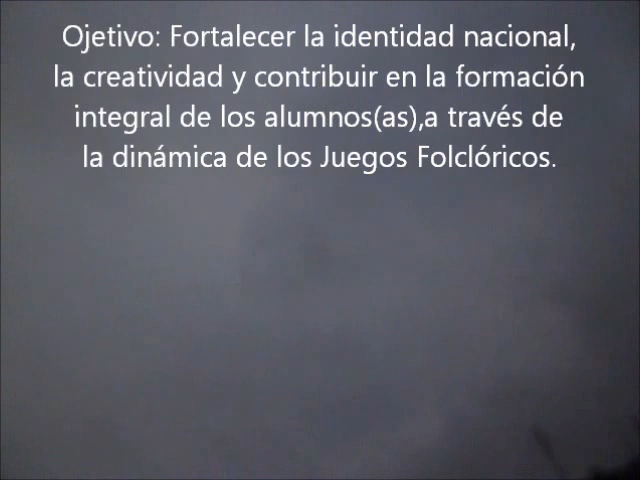 Ojetivo: Fortalecer la identidad nacional,
la creatividad y contribuir en la formación
integral de los alumnos(as),a través de
la dinámica de los Juegos Folclóricos.